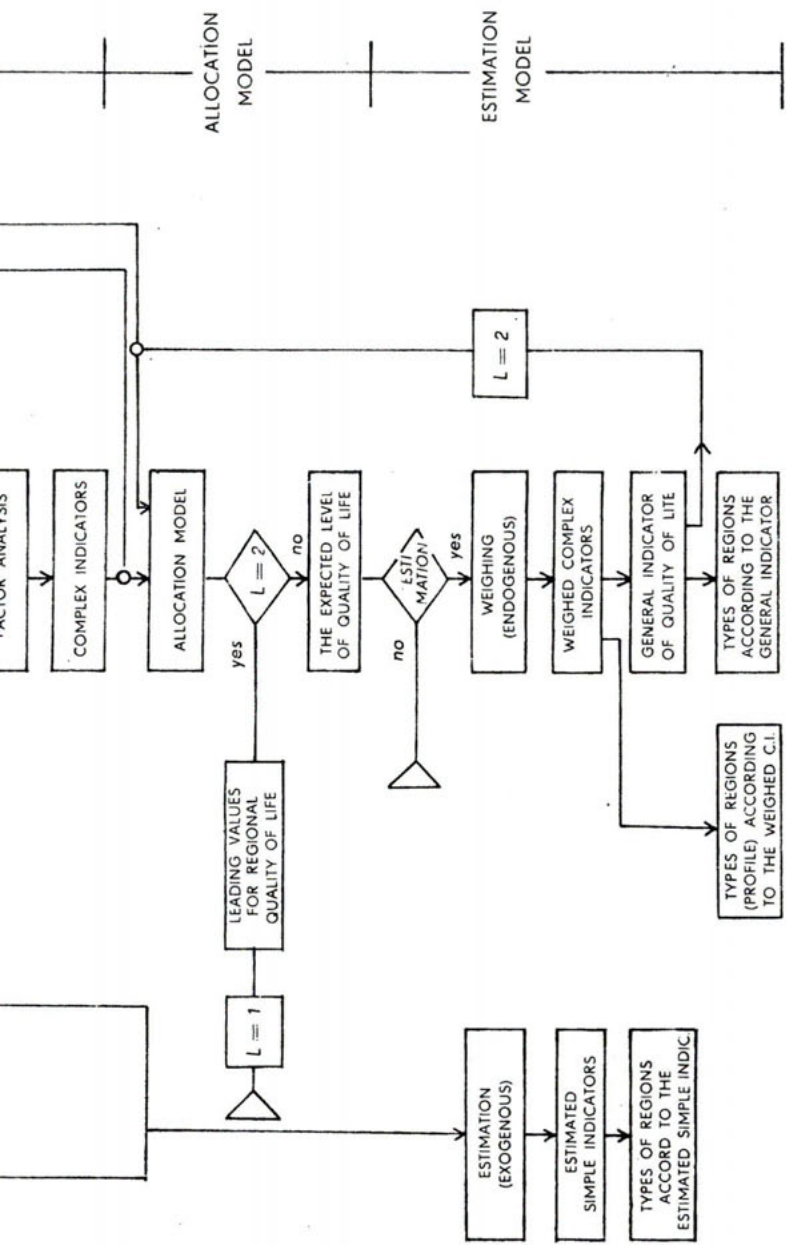 FACTOR ANALYSIS
COMPLEX INDICATORS
ALLOCATION MODEL
ALLOCATION
MODEL
L = 1
LEADING VALUES
FOR REGIONAL
QUALITY OF LIFE
yes
L = 2
no
THE EXPECTED LEVEL
OF QUALITY OF LIFE
no
ESTI
MATION
yes
ESTIMATION
(EXOGENOUS)
WEIGHING
(ENDOGENOUS)
L = 2
ESTIMATION
MODEL
ESTIMATED
SIMPLE INDICATORS
WEIGHED COMPLEX
INDICATORS
TYPES OF REGIONS
ACCORD TO THE
ESTIMATED SIMPLE INDIC.
GENERAL INDICATOR
OF QUALITY OF LITE
TYPES OF REGIONS
(PROFILE) ACCORDING
TO THE WEIGHED C.I.
TYPES OF REGIONS
ACCORDING TO THE
GENERAL INDICATOR